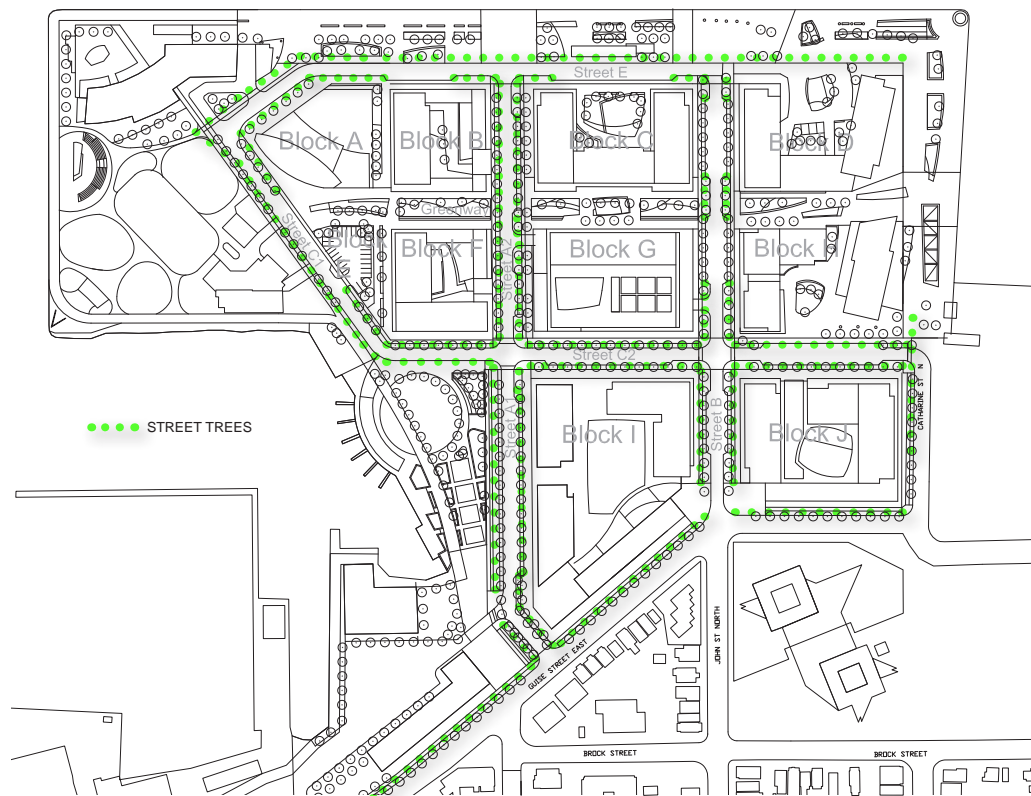 Street E
Block A
Block B
Block C
Block D
Greenway
Street C1
Block
Block F
Street A2
Block G
Block H
Street C2
CATHARINE ST N
STREET TREES
Street A1
Block I
Street B
Block J
JOHN ST NORTH
GUISE STREET EAST
BROCK STREET
BROCK STREET